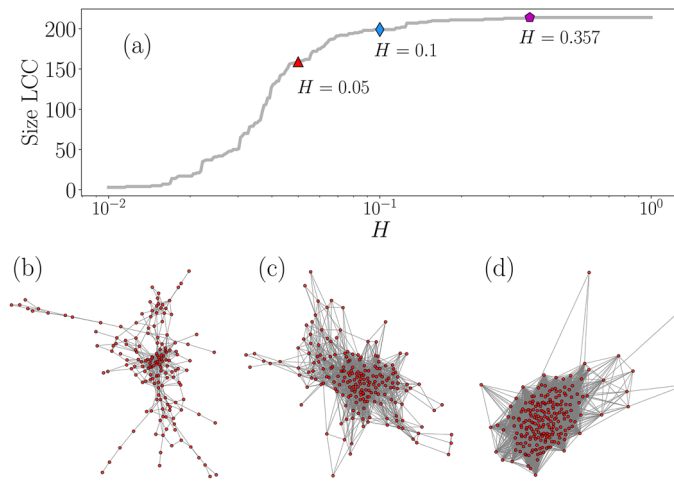 (a)
Size LCC
200
150
100
50
0
H = 0.05
H = 0.1
H = 0.357
10⁻²
10⁻¹
10⁰
H
(b)
(c)
(d)